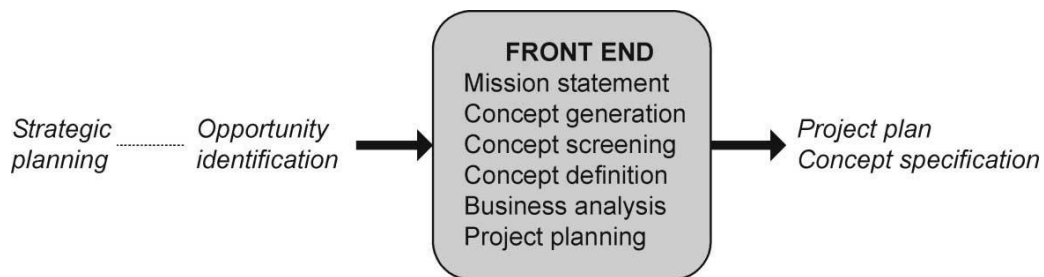 Strategic
planning
Opportunity
identification
FRONT END
Mission statement
Concept generation
Concept screening
Concept definition
Business analysis
Project planning
Project plan
Concept specification